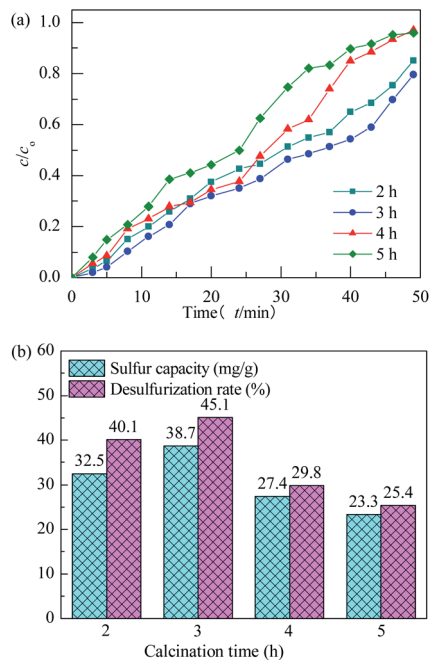 (a)
1.0
0.8
0.6
0.4
0.2
0.0
c/c₀
0 10 20 30 40 50
Time( t/min)
2 h
3 h
4 h
5 h
(b)
60
50
40
30
20
10
0
Sulfur capacity (mg/g)
Desulfurization rate (%)
32.5 40.1 38.7 45.1 27.4 29.8 23.3 25.4
2 3 4 5
Calcination time (h)